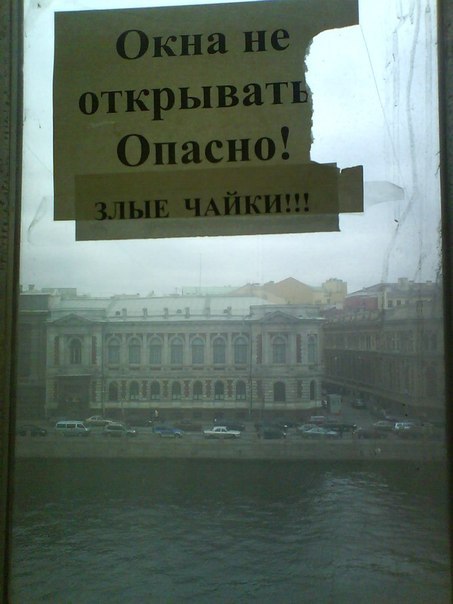 Окна не
открывать
Опасно!
ЗЛЫЕ ЧАЙКИ!!!